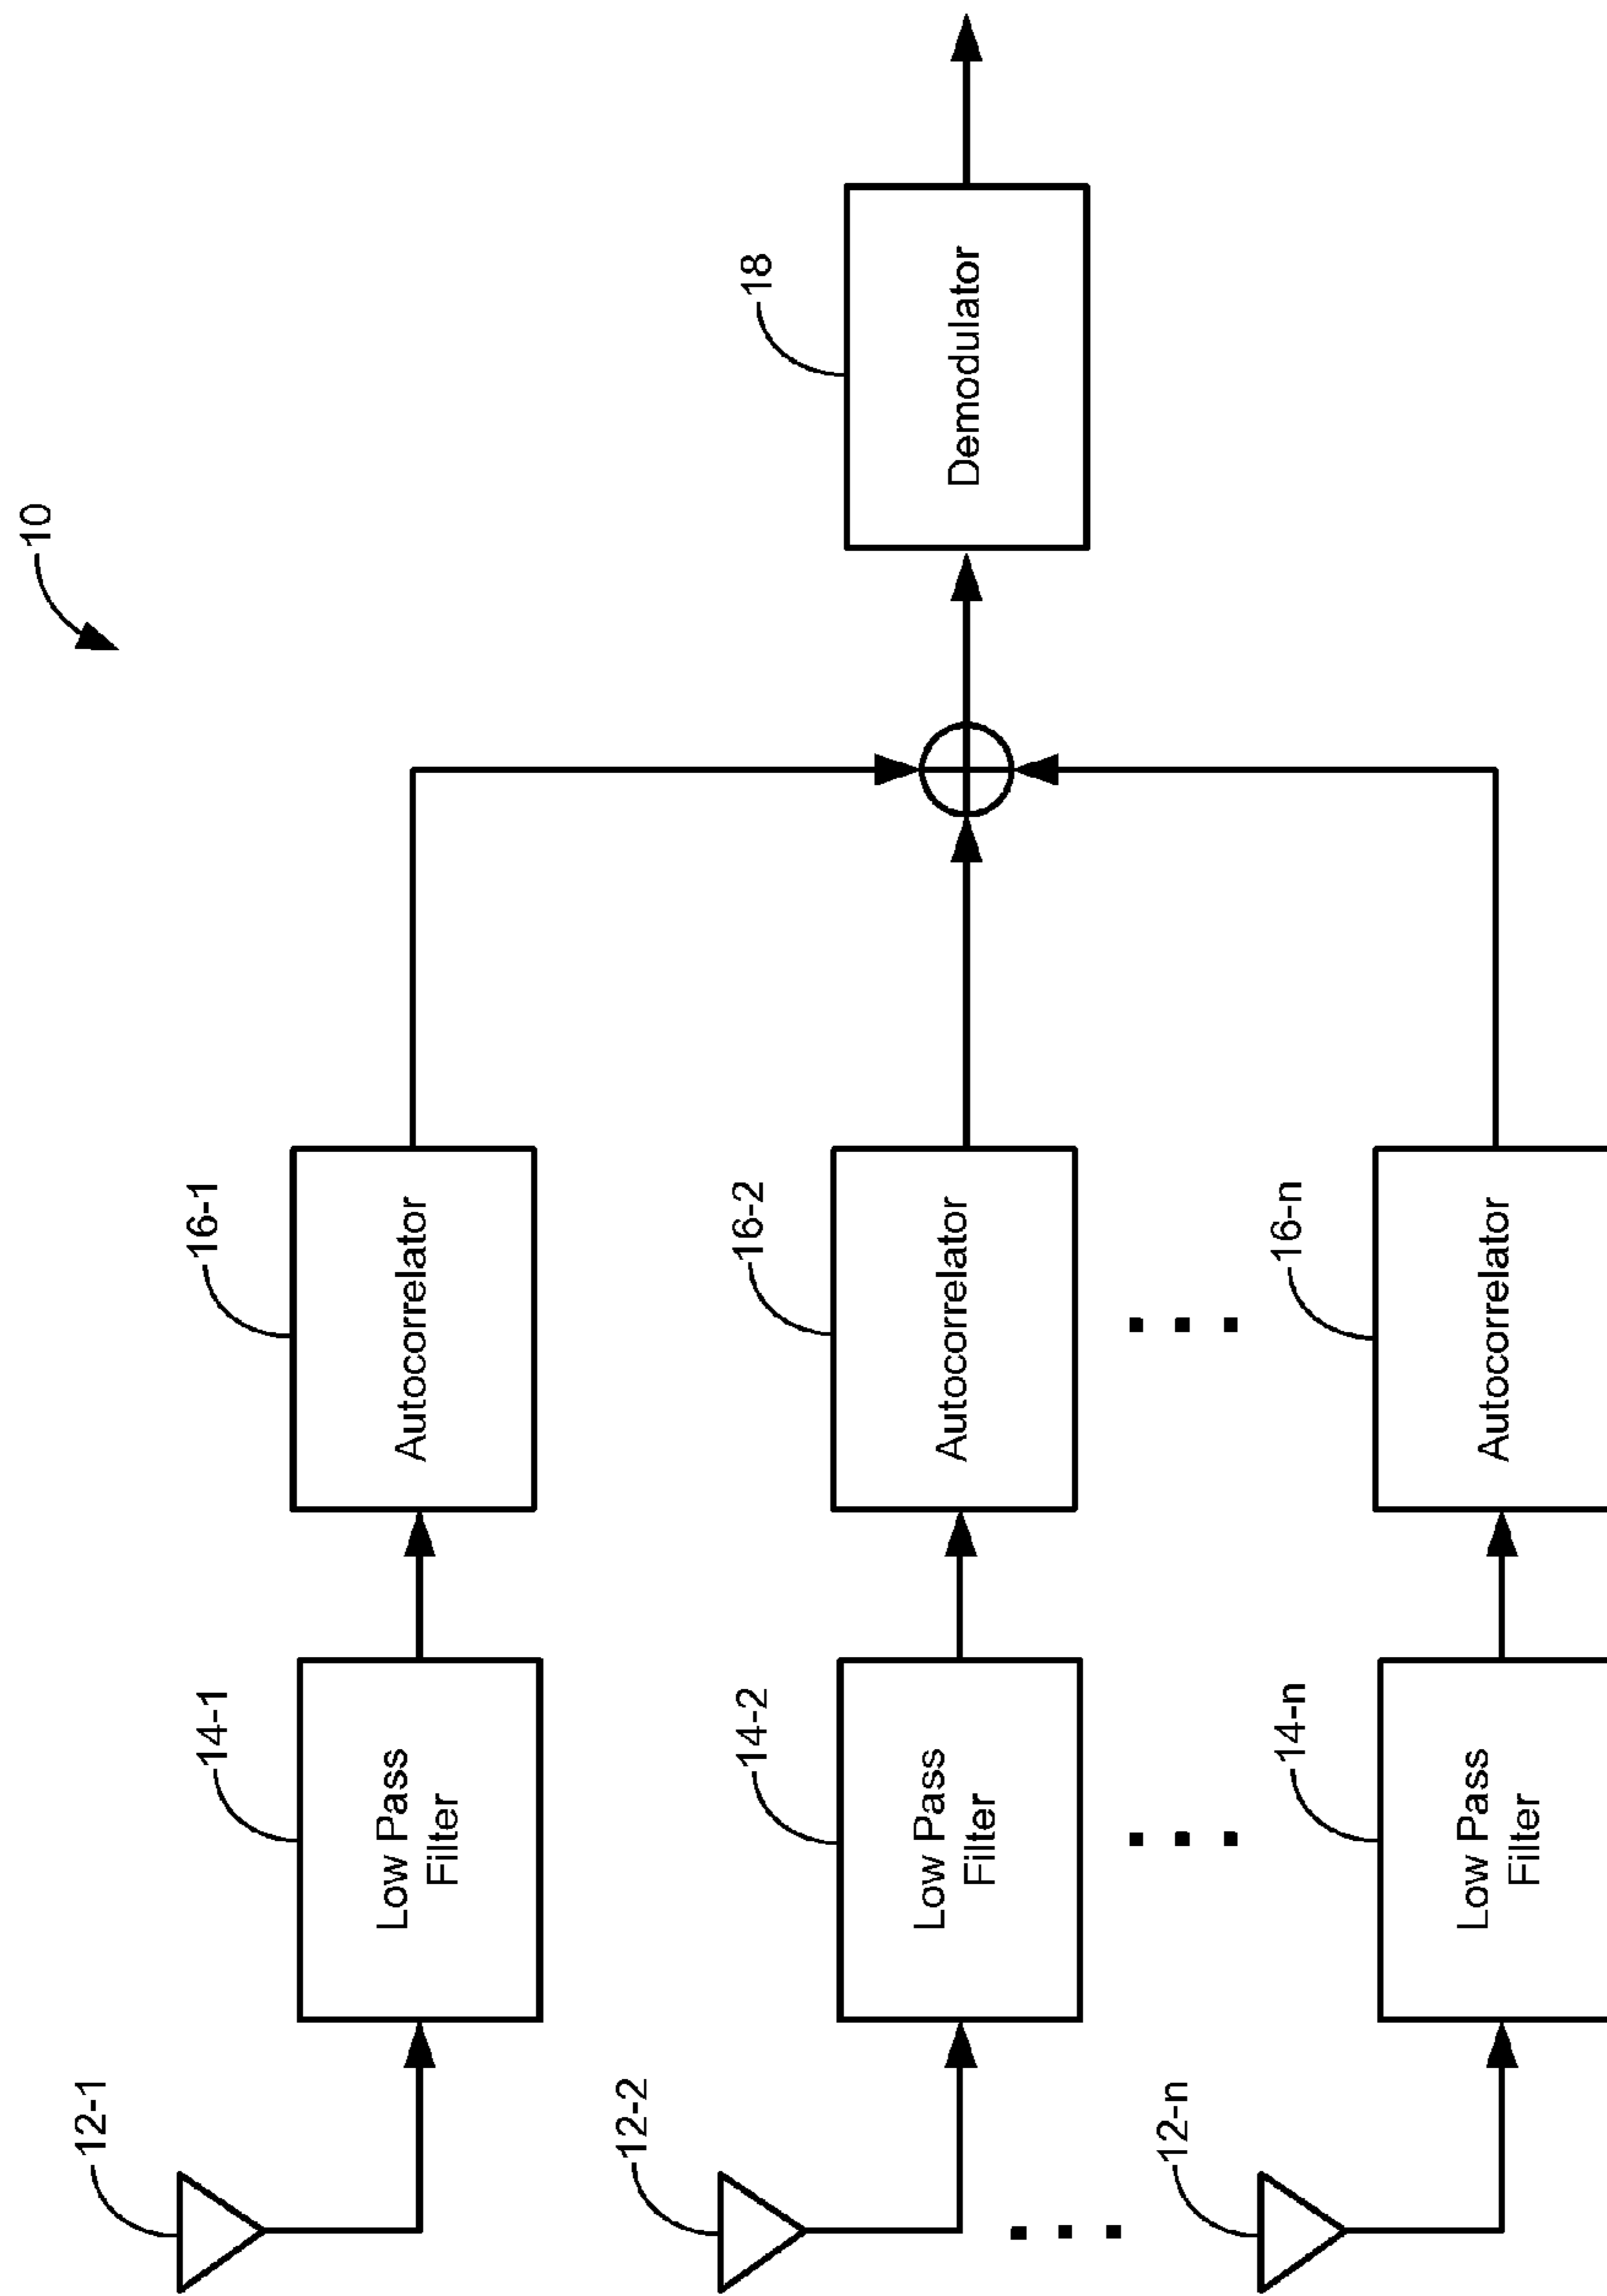 10
12-1
14-1
Low Pass
Filter
16-1
Autocorrelator
12-2
14-2
Low Pass
Filter
16-2
Autocorrelator
18
Demodulator
12-n
14-n
Low Pass
Filter
16-n
Autocorrelator